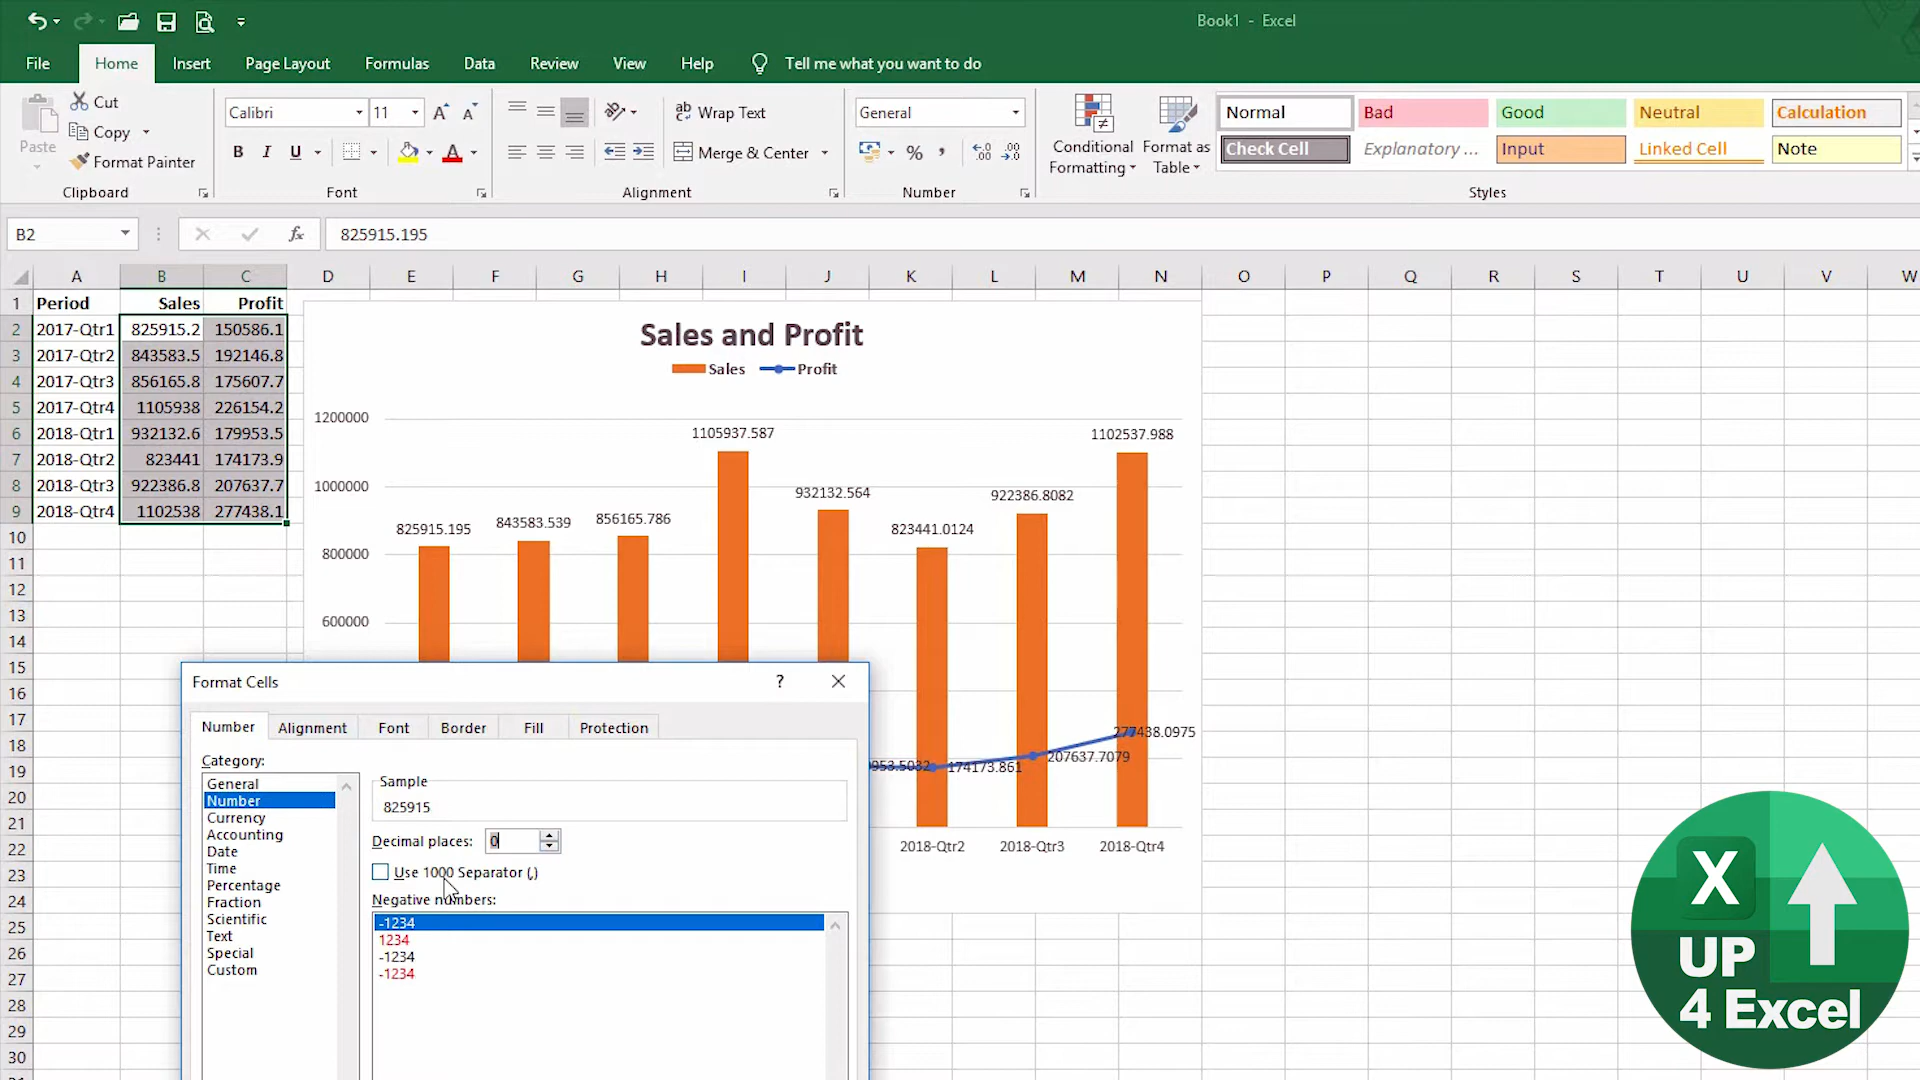 Book1 - Excel
File Home Insert Page Layout Formulas Data Review View Help Tell me what you want to do
Paste
Cut
Copy
Format Painter
Clipboard
Calibri 11
B I U
Font
Wrap Text
Merge & Center
Alignment
General
%
Number
Conditional Formatting
Format as Table
Normal Bad Good Neutral Calculation
Check Cell Explanatory ... Input Linked Cell Note
Styles
B2 fx 825915.195
A B C D E F G H I J K L M N O P Q R S T U V W
1 Period Sales Profit
2 2017-Qtr1 825915.2 150586.1
3 2017-Qtr2 843583.5 192146.8
4 2017-Qtr3 856165.8 175607.7
5 2017-Qtr4 1105938 226154.2
6 2018-Qtr1 932132.6 179953.5
7 2018-Qtr2 823441 174173.9
8 2018-Qtr3 922386.8 207637.7
9 2018-Qtr4 1102538 277438.1
10
11
12
13
14
15
16
17
18
19
20
21
22
23
24
25
26
27
28
29
30
Sales and Profit
Sales Profit
1200000
1000000
800000
600000
825915.195
843583.539
856165.786
1105937.587
932132.564
823441.0124
922386.8082
1102537.988
953.5032
174173.861
207637.7079
277438.0975
2018-Qtr2 2018-Qtr3 2018-Qtr4
Format Cells ?
Number Alignment Font Border Fill Protection
Category:
General
Number
Currency
Accounting
Date
Time
Percentage
Fraction
Scientific
Text
Special
Custom
Sample
825915
Decimal places: 0
Use 1000 Separator (,)
Negative numbers:
-1234
1234
-1234
-1234
X
UP
4 Excel